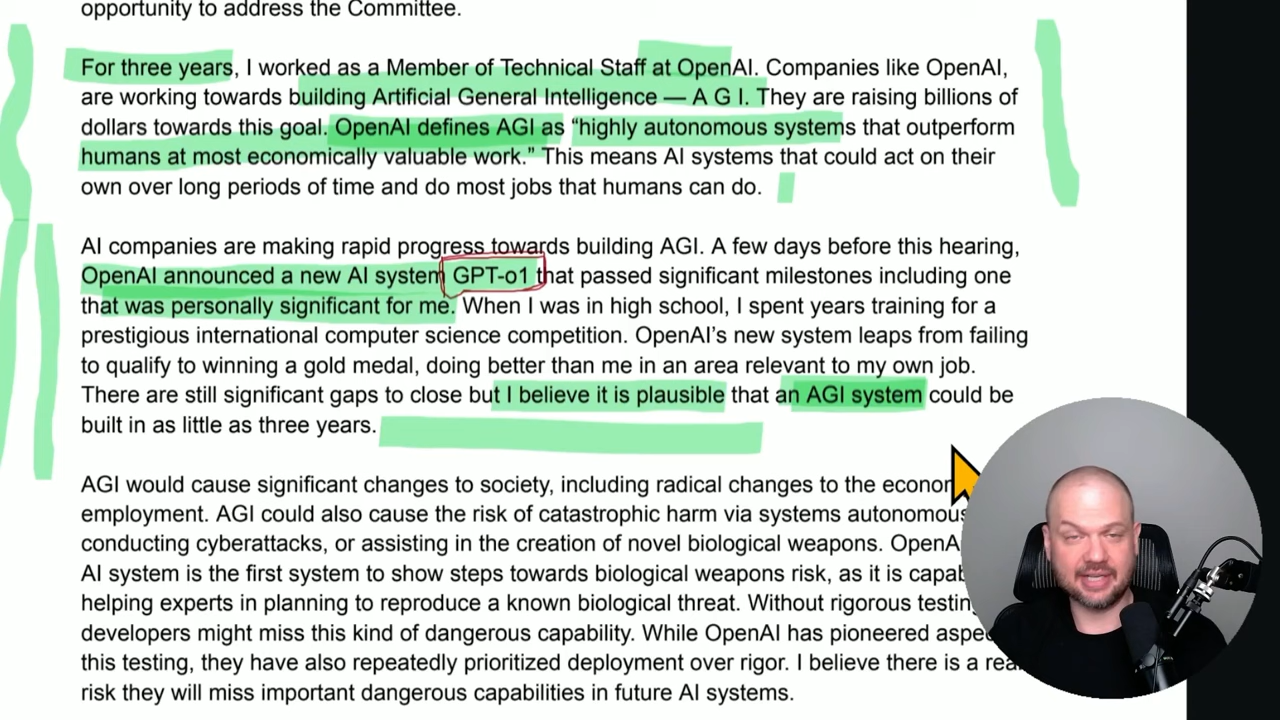 opportunity to address the Committee.
For three years, I worked as a Member of Technical Staff at OpenAI. Companies like OpenAI,
are working towards building Artificial General Intelligence — A G I. They are raising billions of
dollars towards this goal. OpenAI defines AGI as “highly autonomous systems that outperform
humans at most economically valuable work.” This means AI systems that could act on their
own over long periods of time and do most jobs that humans can do.
AI companies are making rapid progress towards building AGI. A few days before this hearing,
OpenAI announced a new AI system GPT-o1 that passed significant milestones including one
that was personally significant for me. When I was in high school, I spent years training for a
prestigious international computer science competition. OpenAI’s new system leaps from failing
to qualify to winning a gold medal, doing better than me in an area relevant to my own job.
There are still significant gaps to close but I believe it is plausible that an AGI system could be
built in as little as three years.
AGI would cause significant changes to society, including radical changes to the
employment. AGI could also cause the risk of catastrophic harm via systems
conducting cyberattacks, or assisting in the creation of novel biological weapons.
AI system is the first system to show steps towards biological weapons risk, as it is
helping experts in planning to reproduce a known biological threat. Without rigorous
developers might miss this kind of dangerous capability. While OpenAI has pioneered
this testing, they have also repeatedly prioritized deployment over rigor. I believe there is a
risk they will miss important dangerous capabilities in future AI systems.